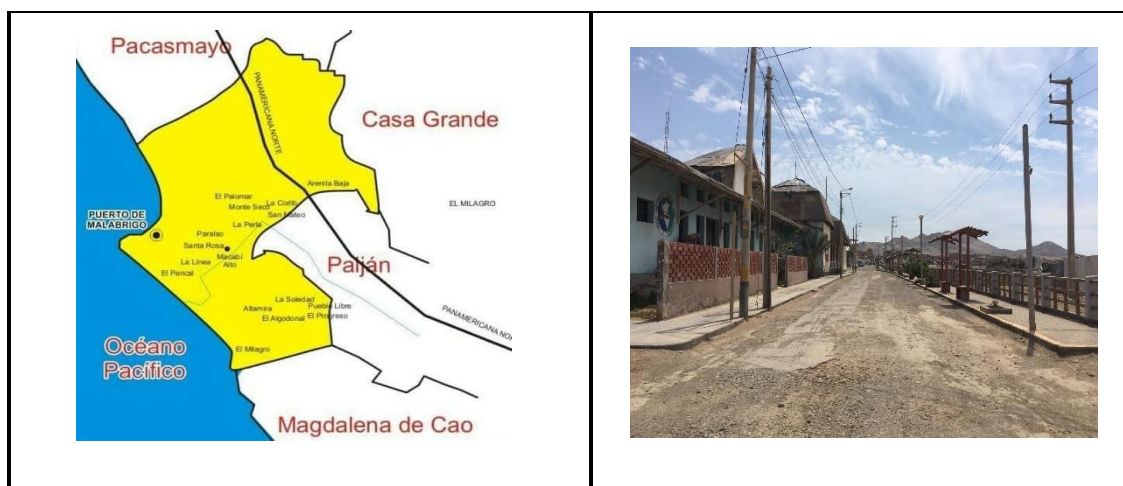 Pacasmayo
PANAMERICANA NORTE
Casa Grande
Arenita Baja
El Palomar
La Cortib
EL MILAGRO
Monte Seco
San Mateo
PUERTO DE
MALABRIGO
La Perla
Paraiso
Santa Rosa
Macabí
Alto
Paiján
La Linea
El Pancal
La Soledad
Pueblo Libre
Altamira
El Progreso
El Algodonal
PANAMERICANA NO
Océano
Pacífico
El Milagro
Magdalena de Cao